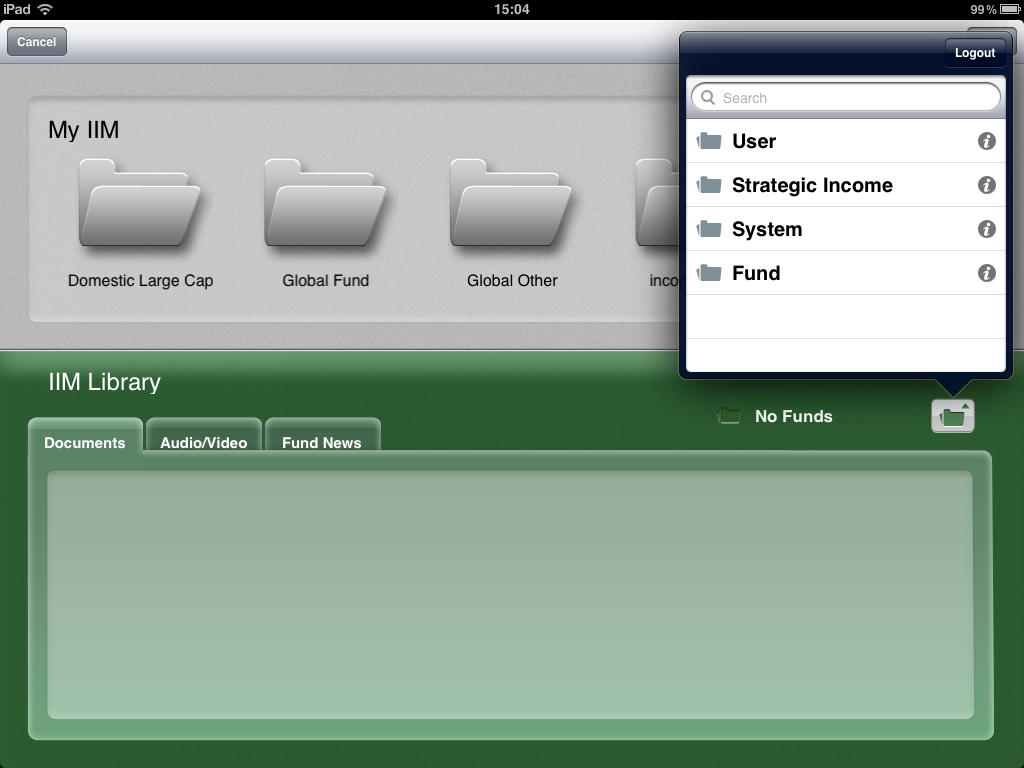 iPad 15:04 99%
Cancel
Logout
Search
My IIM
User
Strategic Income
System
Fund
Domestic Large Cap
Global Fund
Global Other
inco
IIM Library
No Funds
Documents
Audio/Video
Fund News